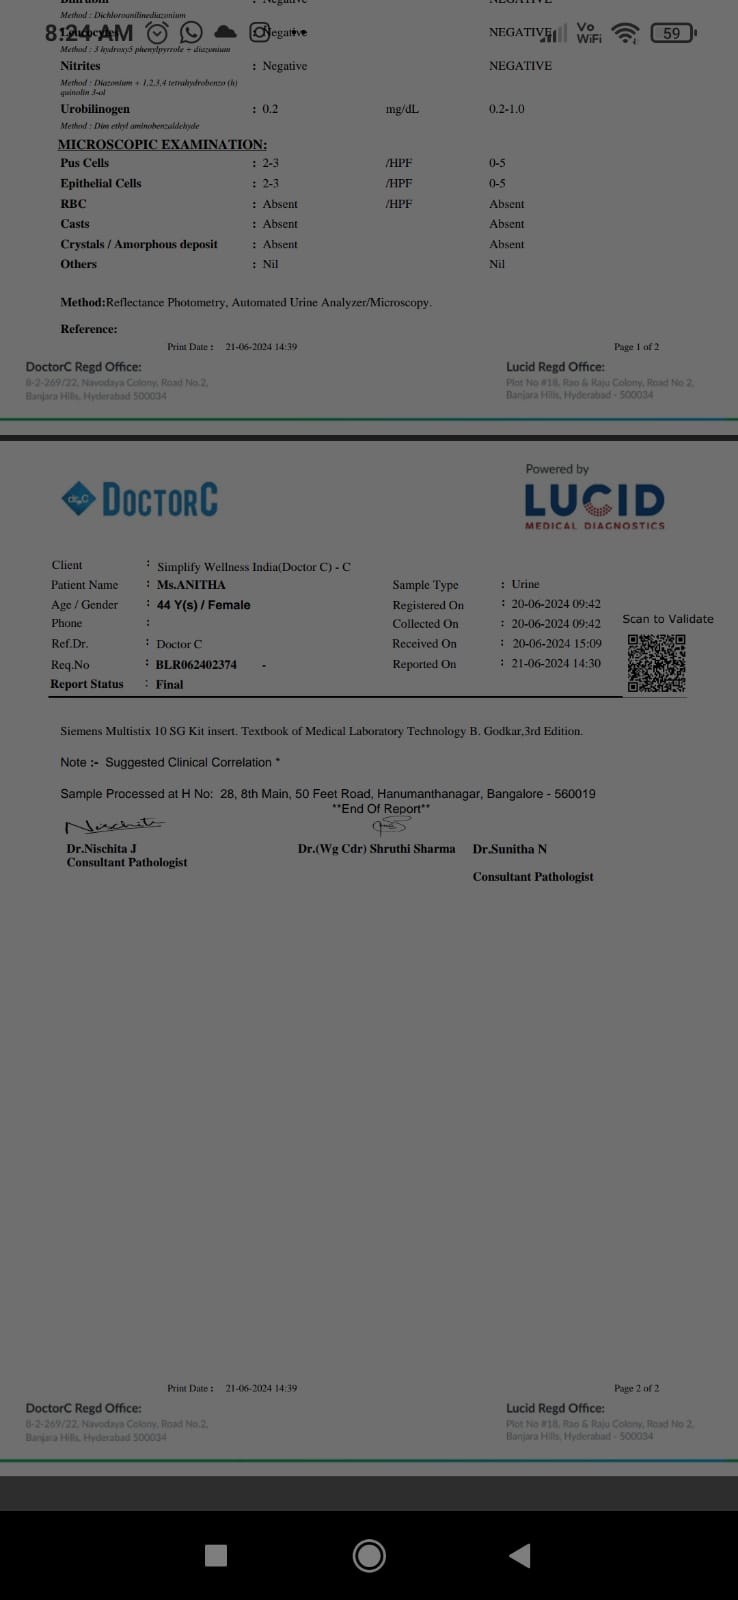 Bilirubin : Negative NEGATIVE
Method : Dichloroanilinediazonium
8:24 AM Vo WiFi 59
Leucocytes : Negative NEGATIVE
Method : 3 hydroxy5 phenylpyrrole + diazonium
Nitrites : Negative NEGATIVE
Method : Diazonium + 1,2,3,4 tetrahydrobenzo (h)
quinolin 3-ol
Urobilinogen : 0.2 mg/dL 0.2-1.0
Method : Dim ethyl aminobenzaldehyde
MICROSCOPIC EXAMINATION:
Pus Cells : 2-3 /HPF 0-5
Epithelial Cells : 2-3 /HPF 0-5
RBC : Absent /HPF Absent
Casts : Absent Absent
Crystals / Amorphous deposit : Absent Absent
Others : Nil Nil
Method:Reflectance Photometry, Automated Urine Analyzer/Microscopy.
Reference:
Print Date : 21-06-2024 14:39 Page 1 of 2
DoctorC Regd Office: Lucid Regd Office:
8-2-269/22, Navodaya Colony, Road No.2, Plot No #18, Rao & Raju Colony, Road No 2,
Banjara Hills, Hyderabad 500034 Banjara Hills, Hyderabad - 500034
Powered by
drC DOCTORC LUCID
MEDICAL DIAGNOSTICS
Client : Simplify Wellness India(Doctor C) - C
Patient Name : Ms.ANITHA Sample Type : Urine
Age / Gender : 44 Y(s) / Female Registered On : 20-06-2024 09:42
Phone : Collected On : 20-06-2024 09:42 Scan to Validate
Ref.Dr. : Doctor C Received On : 20-06-2024 15:09
Req.No : BLR062402374 - Reported On : 21-06-2024 14:30
Report Status : Final
Siemens Multistix 10 SG Kit insert. Textbook of Medical Laboratory Technology B. Godkar,3rd Edition.
Note :- Suggested Clinical Correlation *
Sample Processed at H No: 28, 8th Main, 50 Feet Road, Hanumanthanagar, Bangalore - 560019
**End Of Report**
Nischita
Dr.Nischita J Dr.(Wg Cdr) Shruthi Sharma Dr.Sunitha N
Consultant Pathologist
Consultant Pathologist
Print Date : 21-06-2024 14:39 Page 2 of 2
DoctorC Regd Office: Lucid Regd Office:
8-2-269/22, Navodaya Colony, Road No.2, Plot No #18, Rao & Raju Colony, Road No 2,
Banjara Hills, Hyderabad 500034 Banjara Hills, Hyderabad - 500034